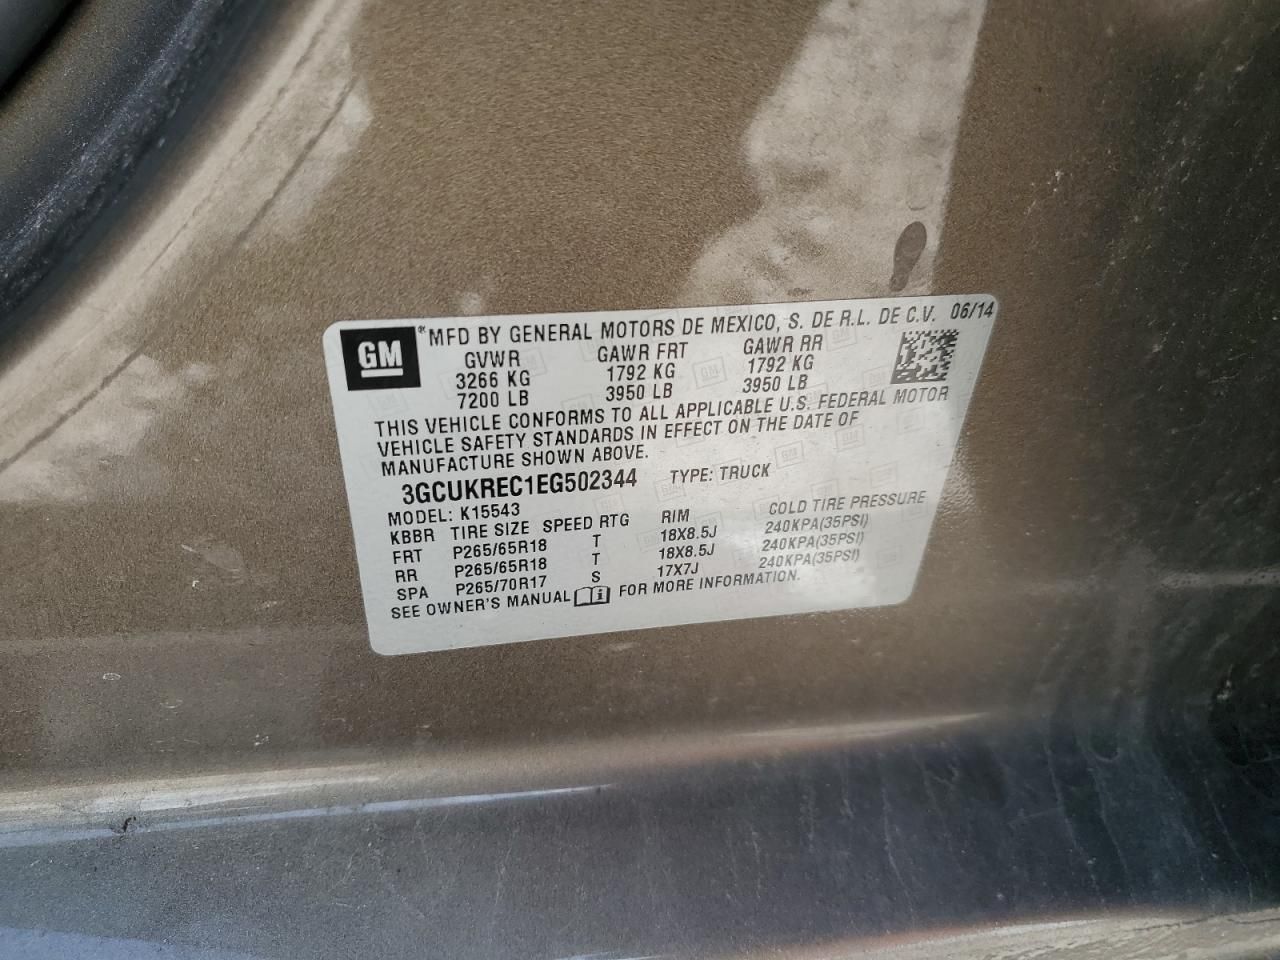 GM
*MFD BY GENERAL MOTORS DE MEXICO, S. DE R.L. DE C.V. 06/14
GVWR GAWR FRT GAWR RR
3266 KG 1792 KG 1792 KG
7200 LB 3950 LB 3950 LB
THIS VEHICLE CONFORMS TO ALL APPLICABLE U.S. FEDERAL MOTOR
VEHICLE SAFETY STANDARDS IN EFFECT ON THE DATE OF
MANUFACTURE SHOWN ABOVE.
3GCUKREC1EG502344 TYPE: TRUCK
MODEL: K15543
KBBR TIRE SIZE SPEED RTG RIM COLD TIRE PRESSURE
FRT P265/65R18 T 18X8.5J 240KPA(35PSI)
RR P265/65R18 T 18X8.5J 240KPA(35PSI)
SPA P265/70R17 S 17X7J 240KPA(35PSI)
SEE OWNER'S MANUAL i FOR MORE INFORMATION.